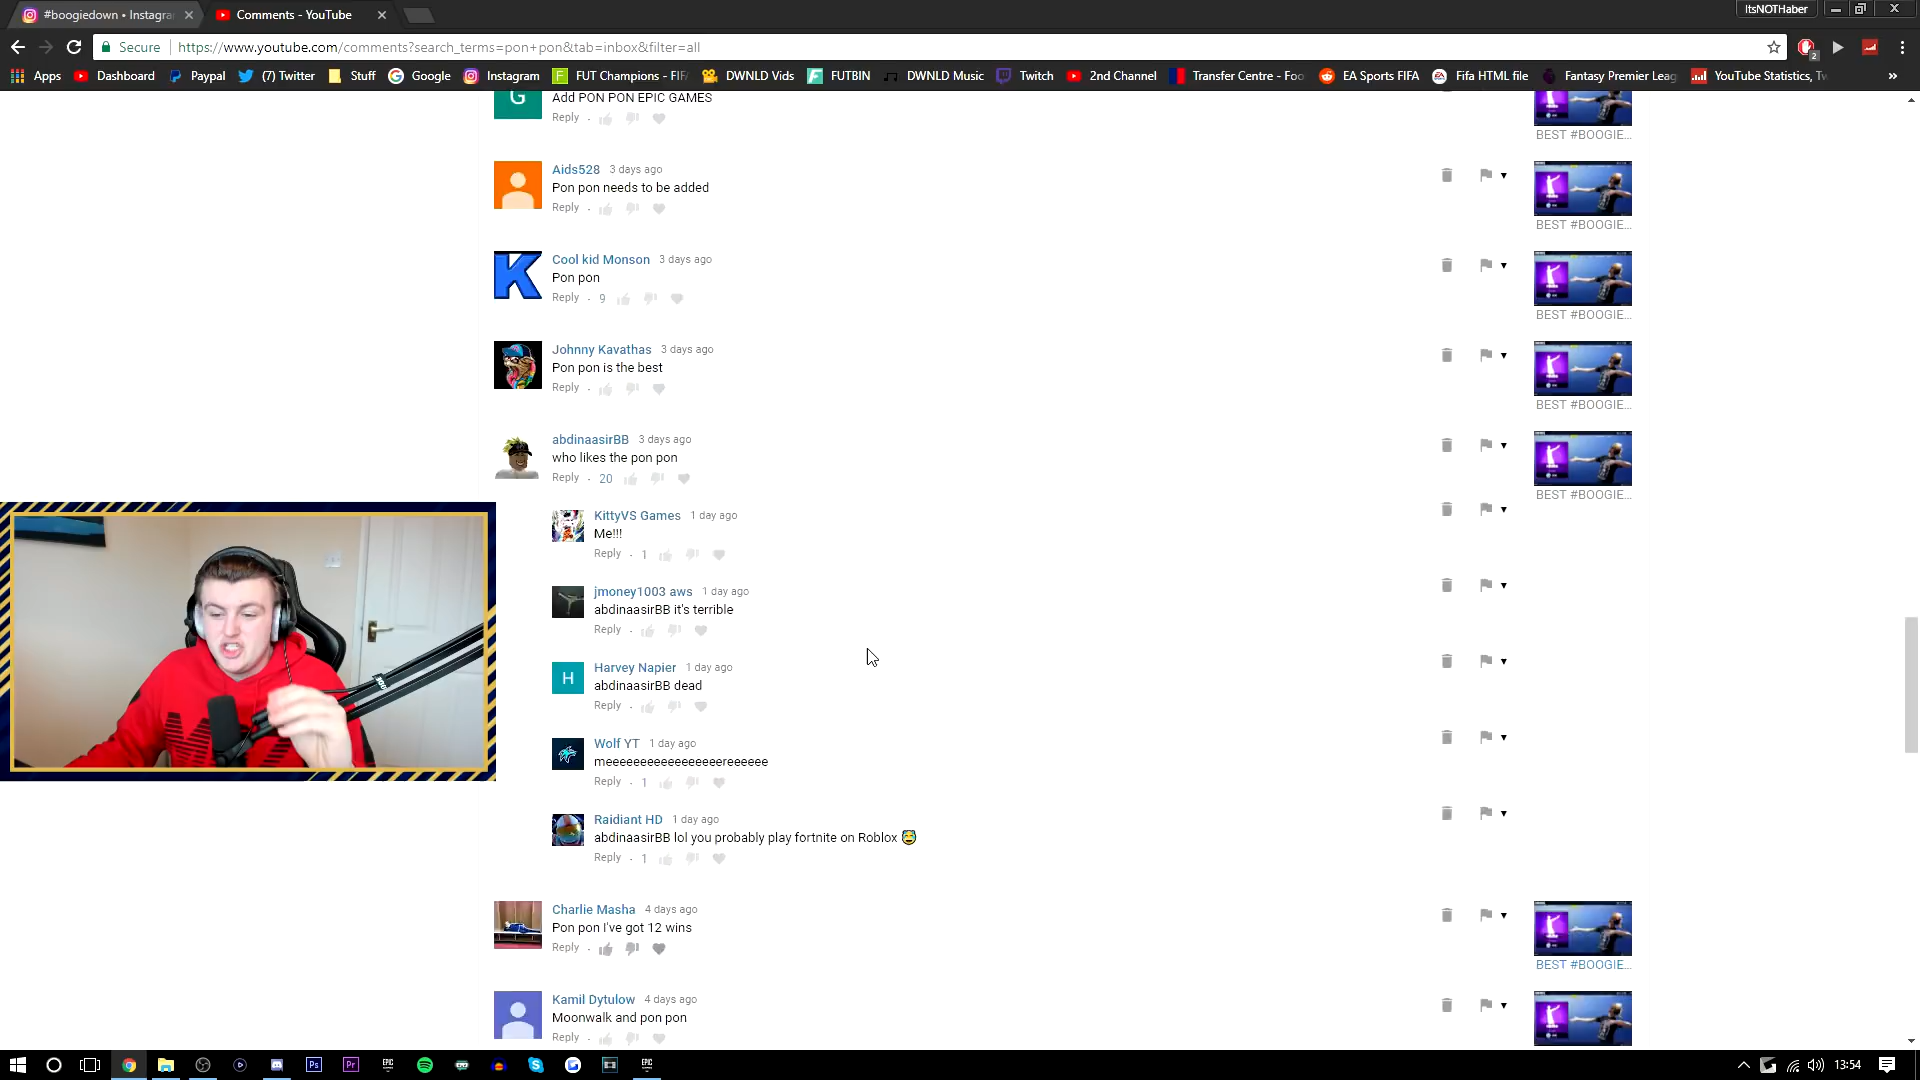 #boogiedown • Instagra
Comments - YouTube
ItsNOTHaber
Secure
https://www.youtube.com/comments?search_terms=pon+pon&tab=inbox&filter=all
2
Apps
Dashboard
Paypal
(7) Twitter
Stuff
Google
Instagram
FUT Champions - FIF
DWNLD Vids
FUTBIN
DWNLD Music
Twitch
2nd Channel
Transfer Centre - Foo
EA Sports FIFA
Fifa HTML file
Fantasy Premier Leag
YouTube Statistics, Tw
G
Add PON PON EPIC GAMES
Reply
BEST #BOOGIE...
Aids528 3 days ago
Pon pon needs to be added
Reply
BEST #BOOGIE...
K
Cool kid Monson 3 days ago
Pon pon
Reply 9
BEST #BOOGIE...
Johnny Kavathas 3 days ago
Pon pon is the best
Reply
BEST #BOOGIE...
abdinaasirBB 3 days ago
who likes the pon pon
Reply 20
BEST #BOOGIE...
KittyVS Games 1 day ago
Me!!!
Reply 1
jmoney1003 aws 1 day ago
abdinaasirBB it's terrible
Reply
H
Harvey Napier 1 day ago
abdinaasirBB dead
Reply
Wolf YT 1 day ago
meeeeeeeeeeeeeeeereeeeee
Reply 1
Raidiant HD 1 day ago
abdinaasirBB lol you probably play fortnite on Roblox 😅
Reply 1
Charlie Masha 4 days ago
Pon pon I've got 12 wins
Reply
BEST #BOOGIE...
Kamil Dytulow 4 days ago
Moonwalk and pon pon
Reply
Ps
Pr
EPIC
EPIC
13:54